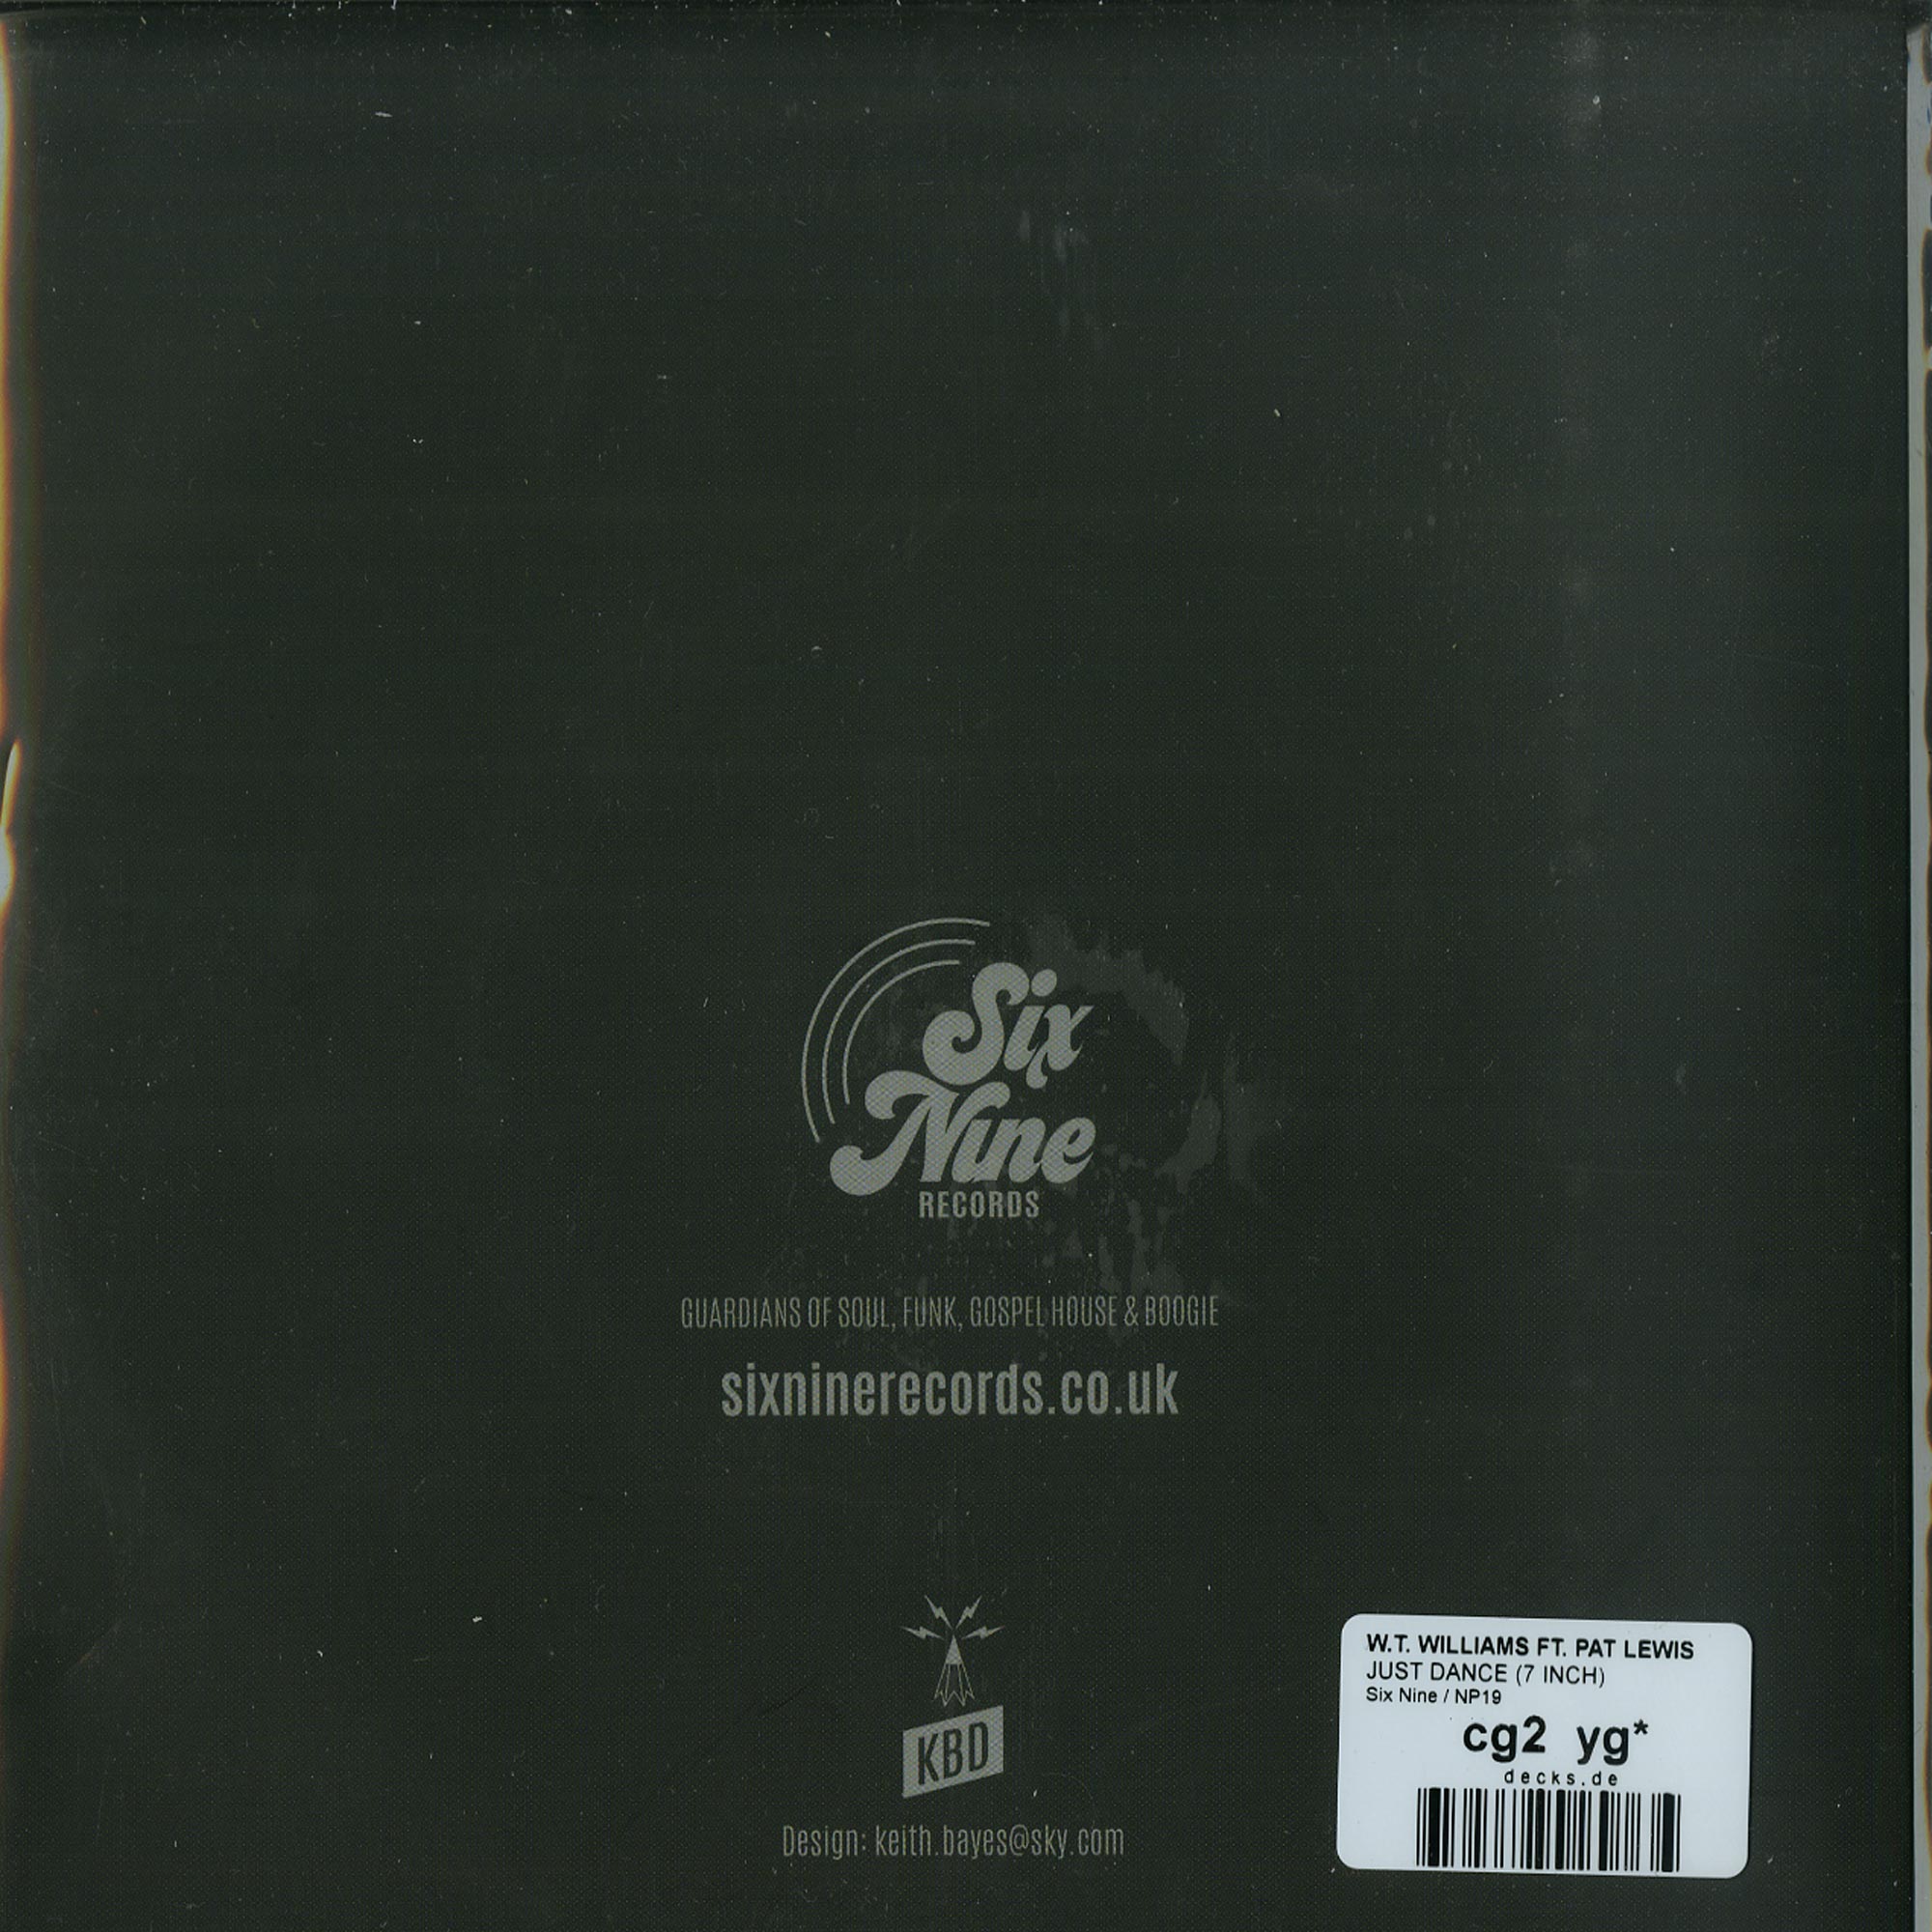 Six
Nine
RECORDS
GUARDIANS OF SOUL, FUNK, GOSPEL HOUSE & BOOGIE
sixninerecords.co.uk
KBD
Design: keith.bayes@sky.com
W.T. WILLIAMS FT. PAT LEWIS
JUST DANCE (7 INCH)
Six Nine / NP19
cg2 yg*
decks.de